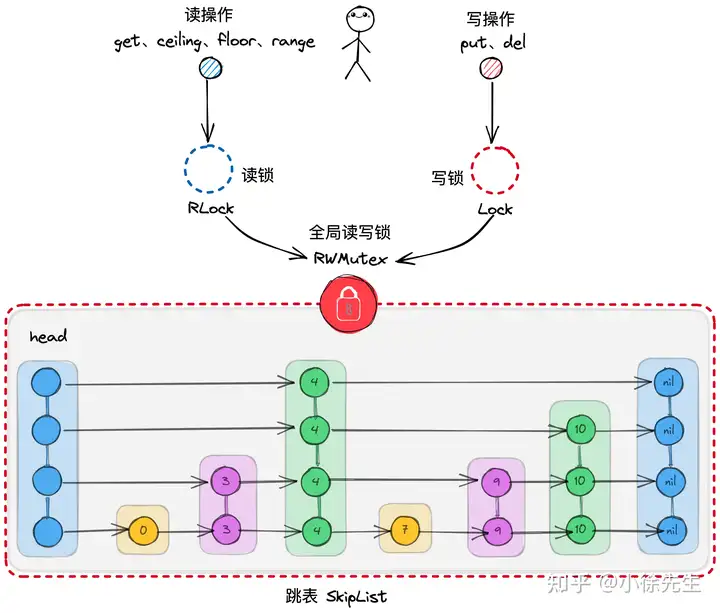 读操作
get、ceiling、floor、range
写操作
put、del
读锁
RLock
写锁
Lock
全局读写锁
RWMutex
head
4
nil
4
10
nil
3
4
9
10
nil
0
3
4
7
9
10
nil
知乎 @小徐先生
跳表 SkipList